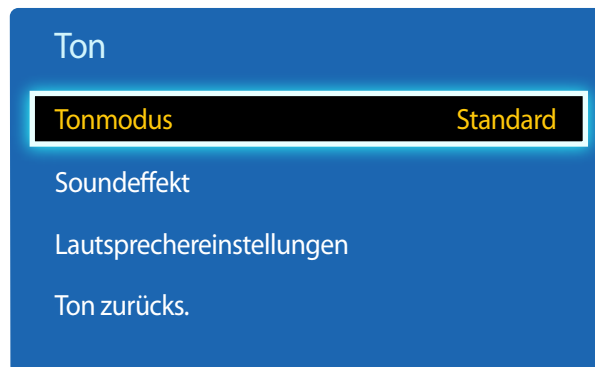 Ton
Tonmodus Standard
Soundeffekt
Lautsprechereinstellungen
Ton zurücks.